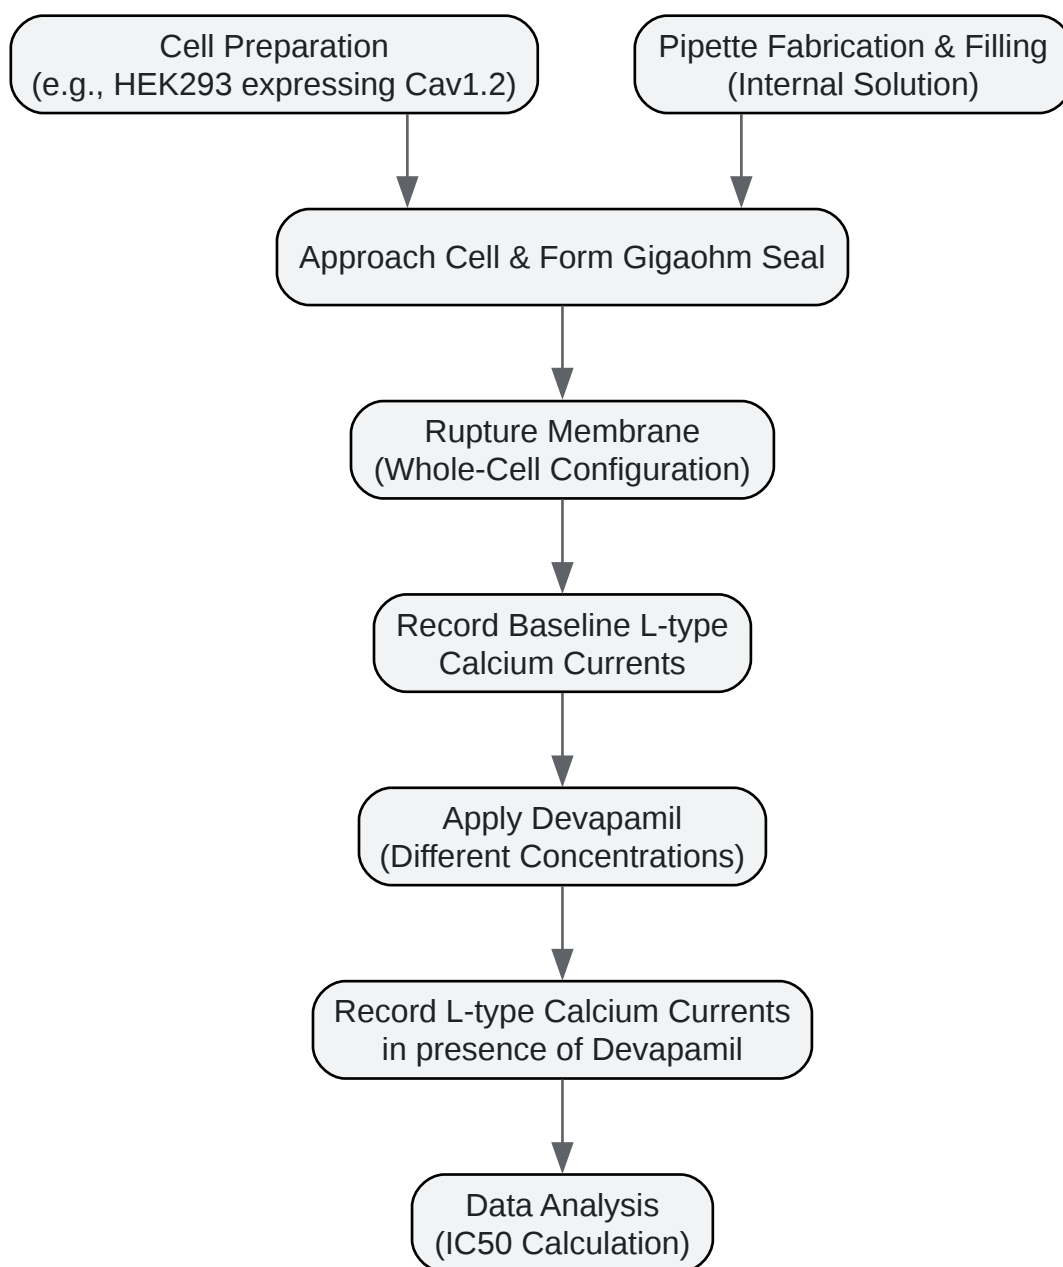 Cell Preparation
(e.g., HEK293 expressing Cav1.2)
Pipette Fabrication & Filling
(Internal Solution)
Approach Cell & Form Gigaohm Seal
Rupture Membrane
(Whole-Cell Configuration)
Record Baseline L-type
Calcium Currents
Apply Devapamil
(Different Concentrations)
Record L-type Calcium Currents
in presence of Devapamil
Data Analysis
(IC50 Calculation)